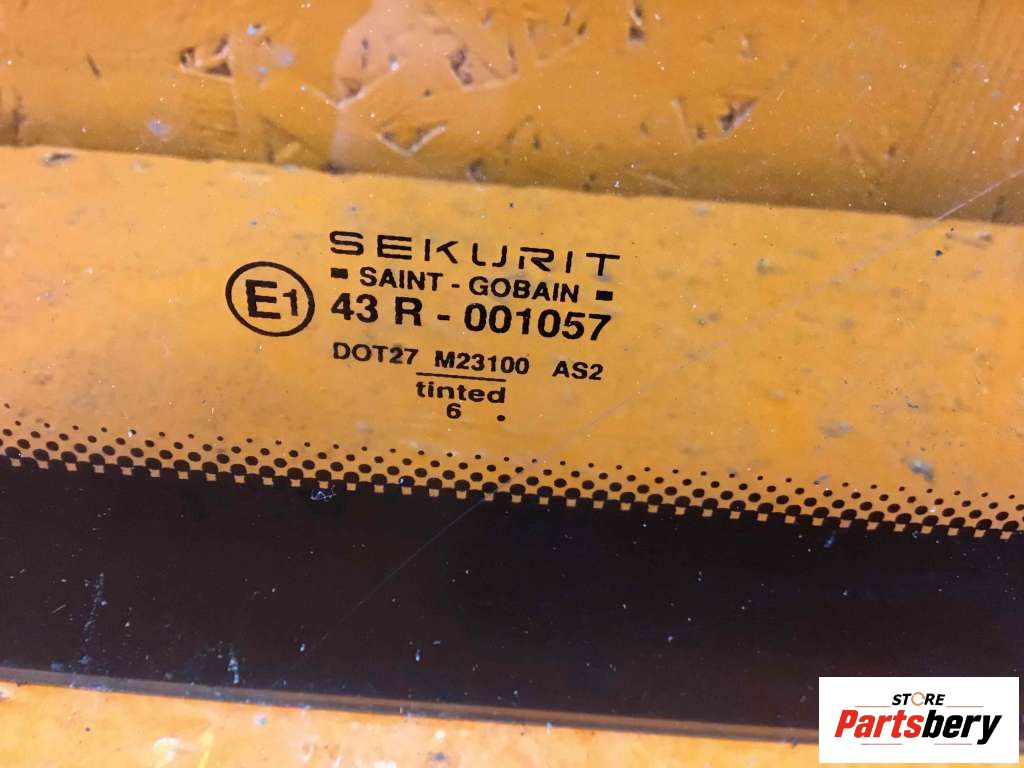 SEKURIT
SAINT - GOBAIN
E1
43 R - 001057
DOT27 M23100 AS2
tinted
6 .
STORE
Partsbery